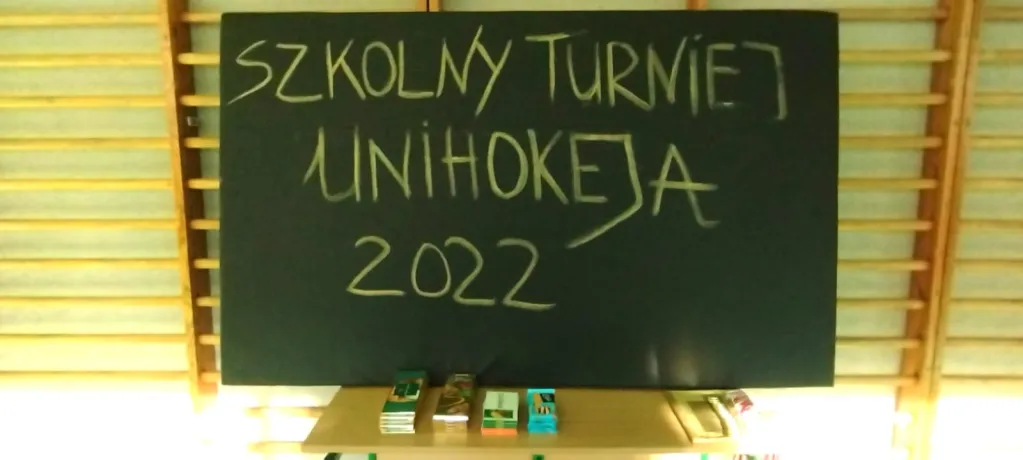 SZKOLNY TURNIEJ
UNIHOKEJA
2022